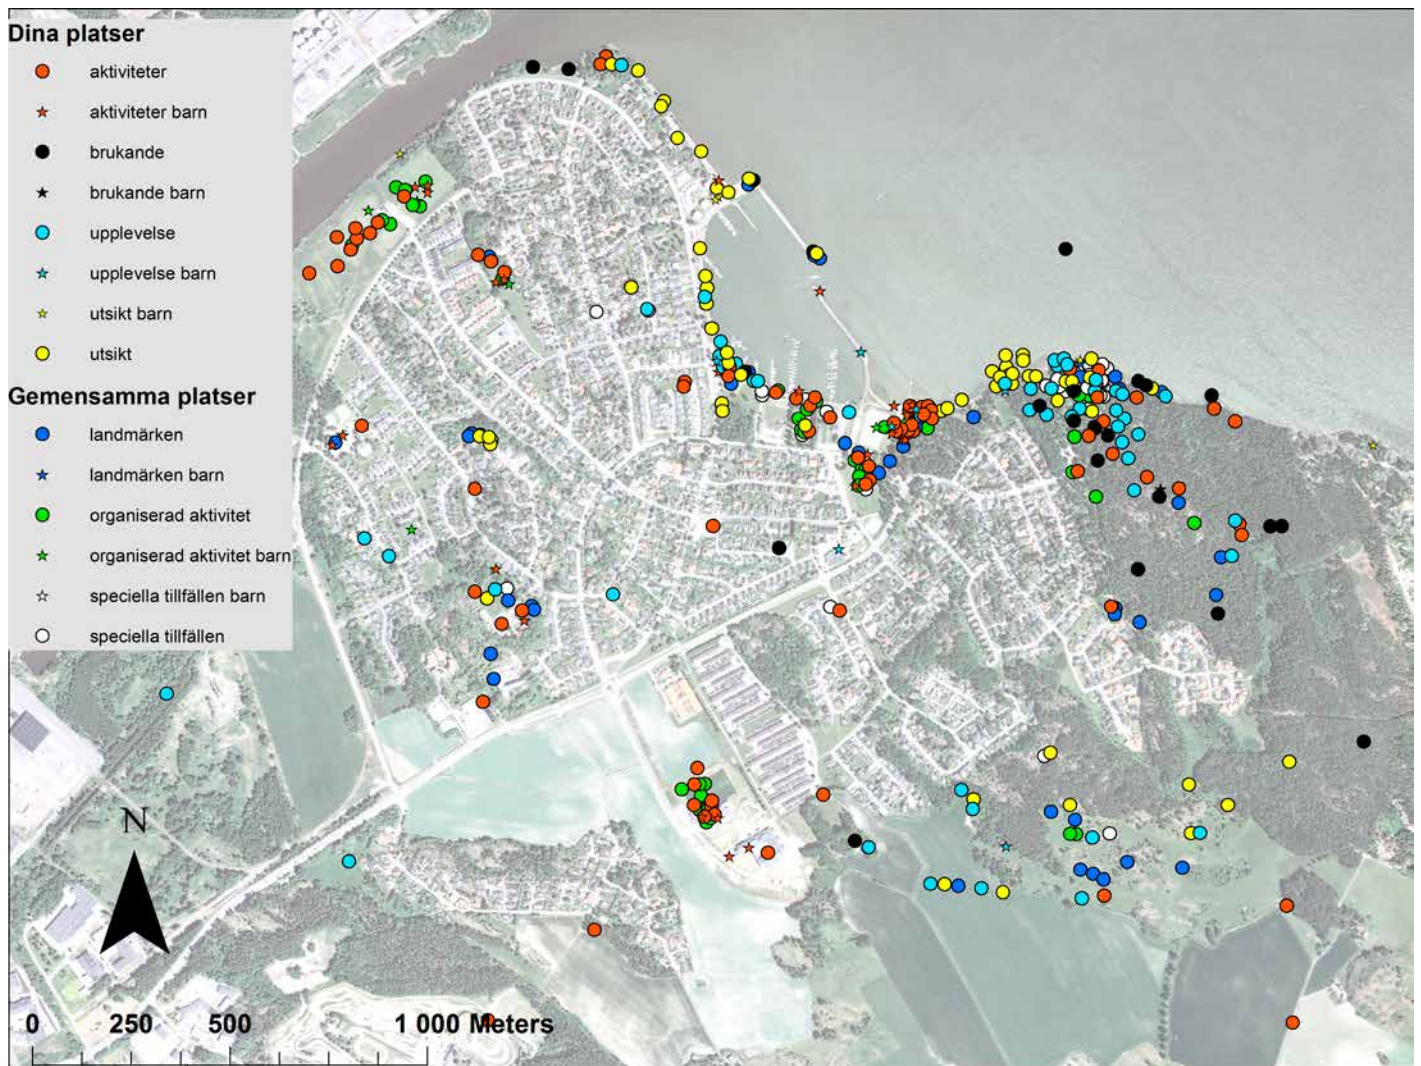 Dina platser
aktiviteter
aktiviteter barn
brukande
brukande barn
upplevelse
upplevelse barn
utsikt barn
utsikt
Gemensamma platser
landmärken
landmärken barn
organiserad aktivitet
organiserad aktivitet barn
speciella tillfällen barn
speciella tillfällen
N
0 250 500 1 000 Meters